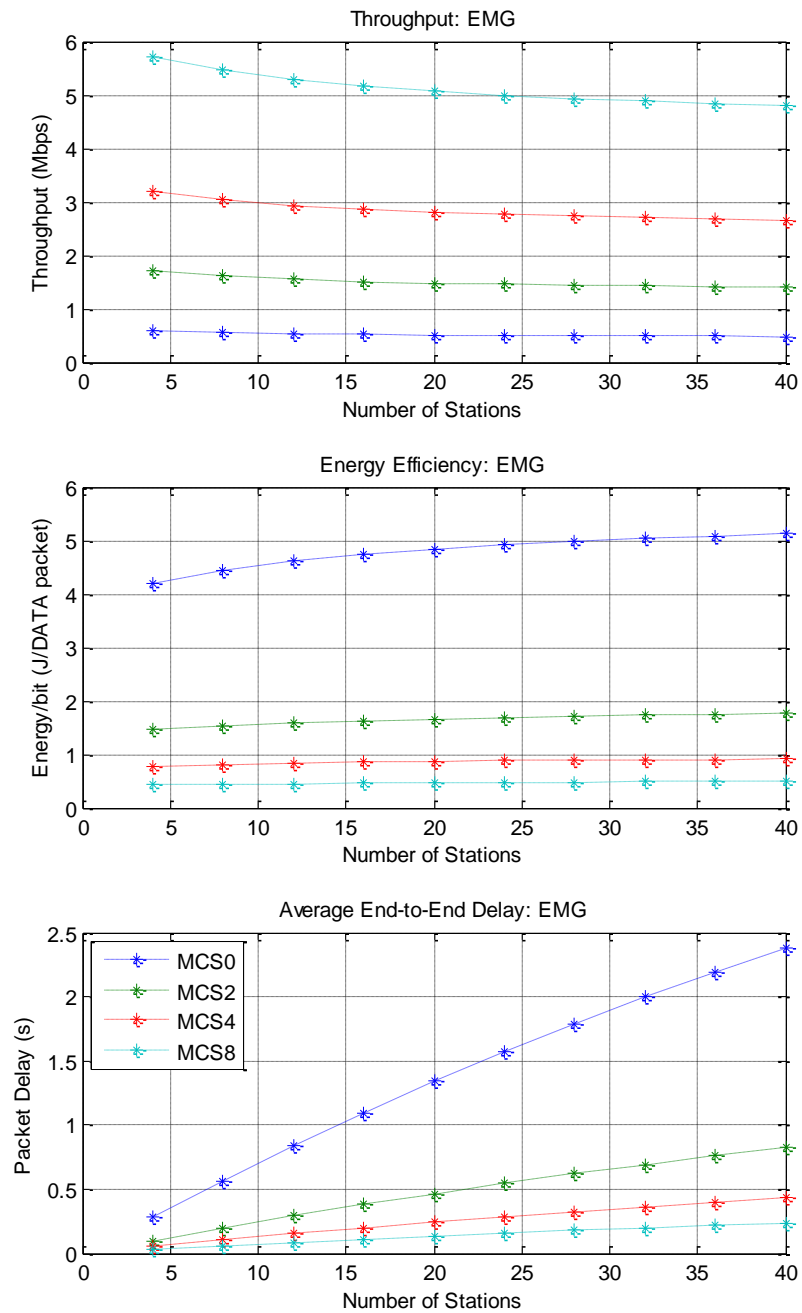 Throughput: EMG
6
5
4
3
2
1
0
Throughput (Mbps)
0 5 10 15 20 25 30 35 40
Number of Stations
Energy Efficiency: EMG
6
5
4
3
2
1
0
Energy/bit (J/DATA packet)
0 5 10 15 20 25 30 35 40
Number of Stations
Average End-to-End Delay: EMG
2.5
2
1.5
1
0.5
0
Packet Delay (s)
MCS0
MCS2
MCS4
MCS8
0 5 10 15 20 25 30 35 40
Number of Stations